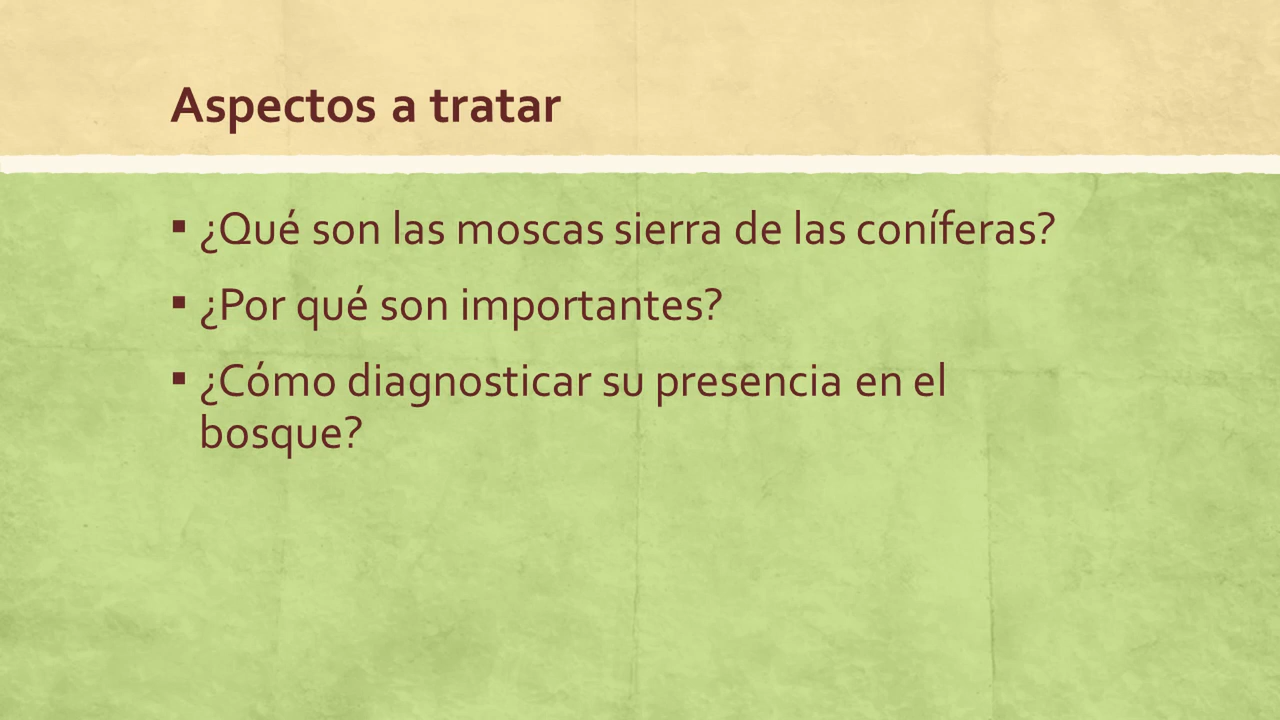 Aspectos a tratar
▪ ¿Qué son las moscas sierra de las coníferas?
▪ ¿Por qué son importantes?
▪ ¿Cómo diagnosticar su presencia en el
bosque?